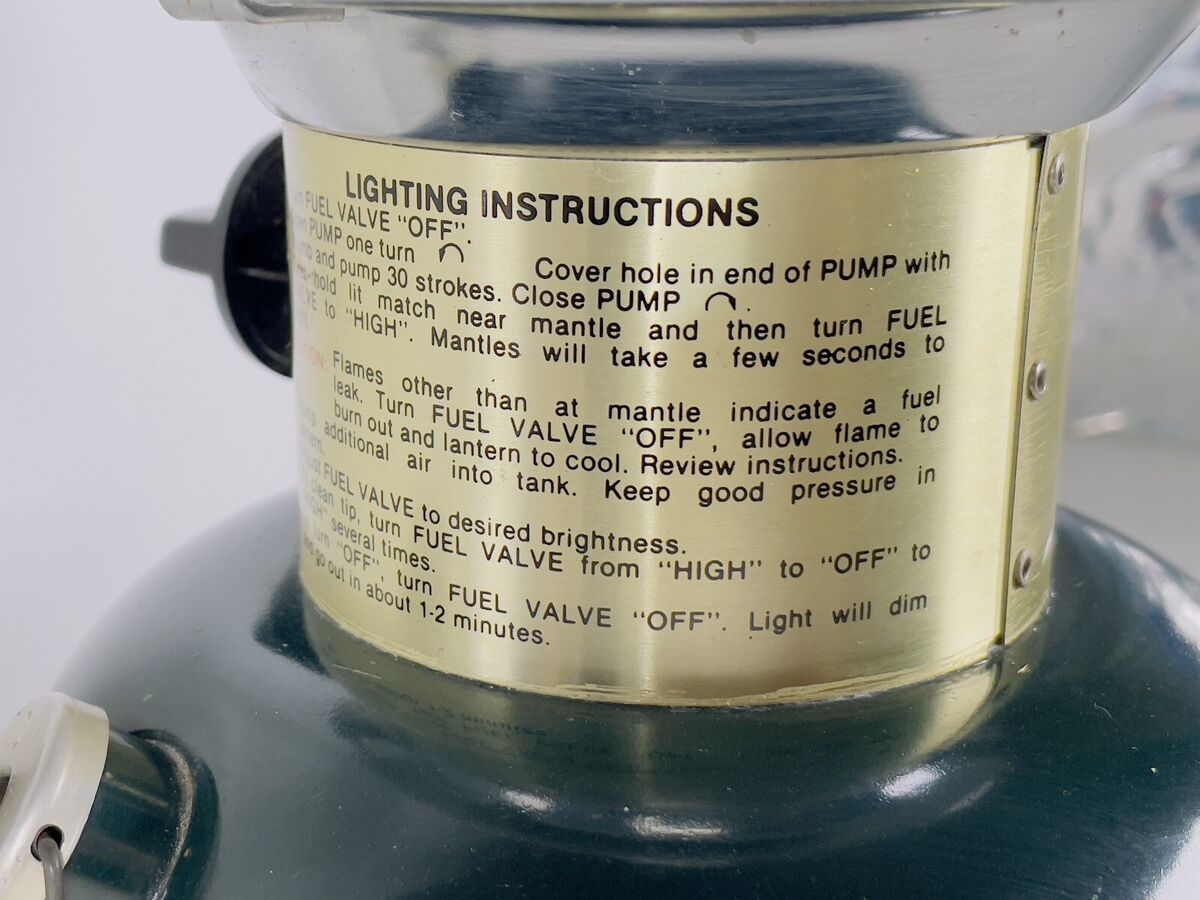 LIGHTING INSTRUCTIONS
FUEL VALVE "OFF".
PUMP one turn
Cover hole in end of PUMP with
and pump 30 strokes. Close PUMP .
hold lit match near mantle and then turn FUEL
to "HIGH". Mantles will take a few seconds to
Flames other than at mantle indicate a fuel
leak. Turn FUEL VALVE "OFF", allow flame to
burn out and lantern to cool. Review instructions.
additional air into tank. Keep good pressure in
FUEL VALVE to desired brightness.
clean tip, turn FUEL VALVE from "HIGH" to "OFF" to
several times.
turn "OFF", turn FUEL VALVE "OFF". Light will dim
go out in about 1-2 minutes.